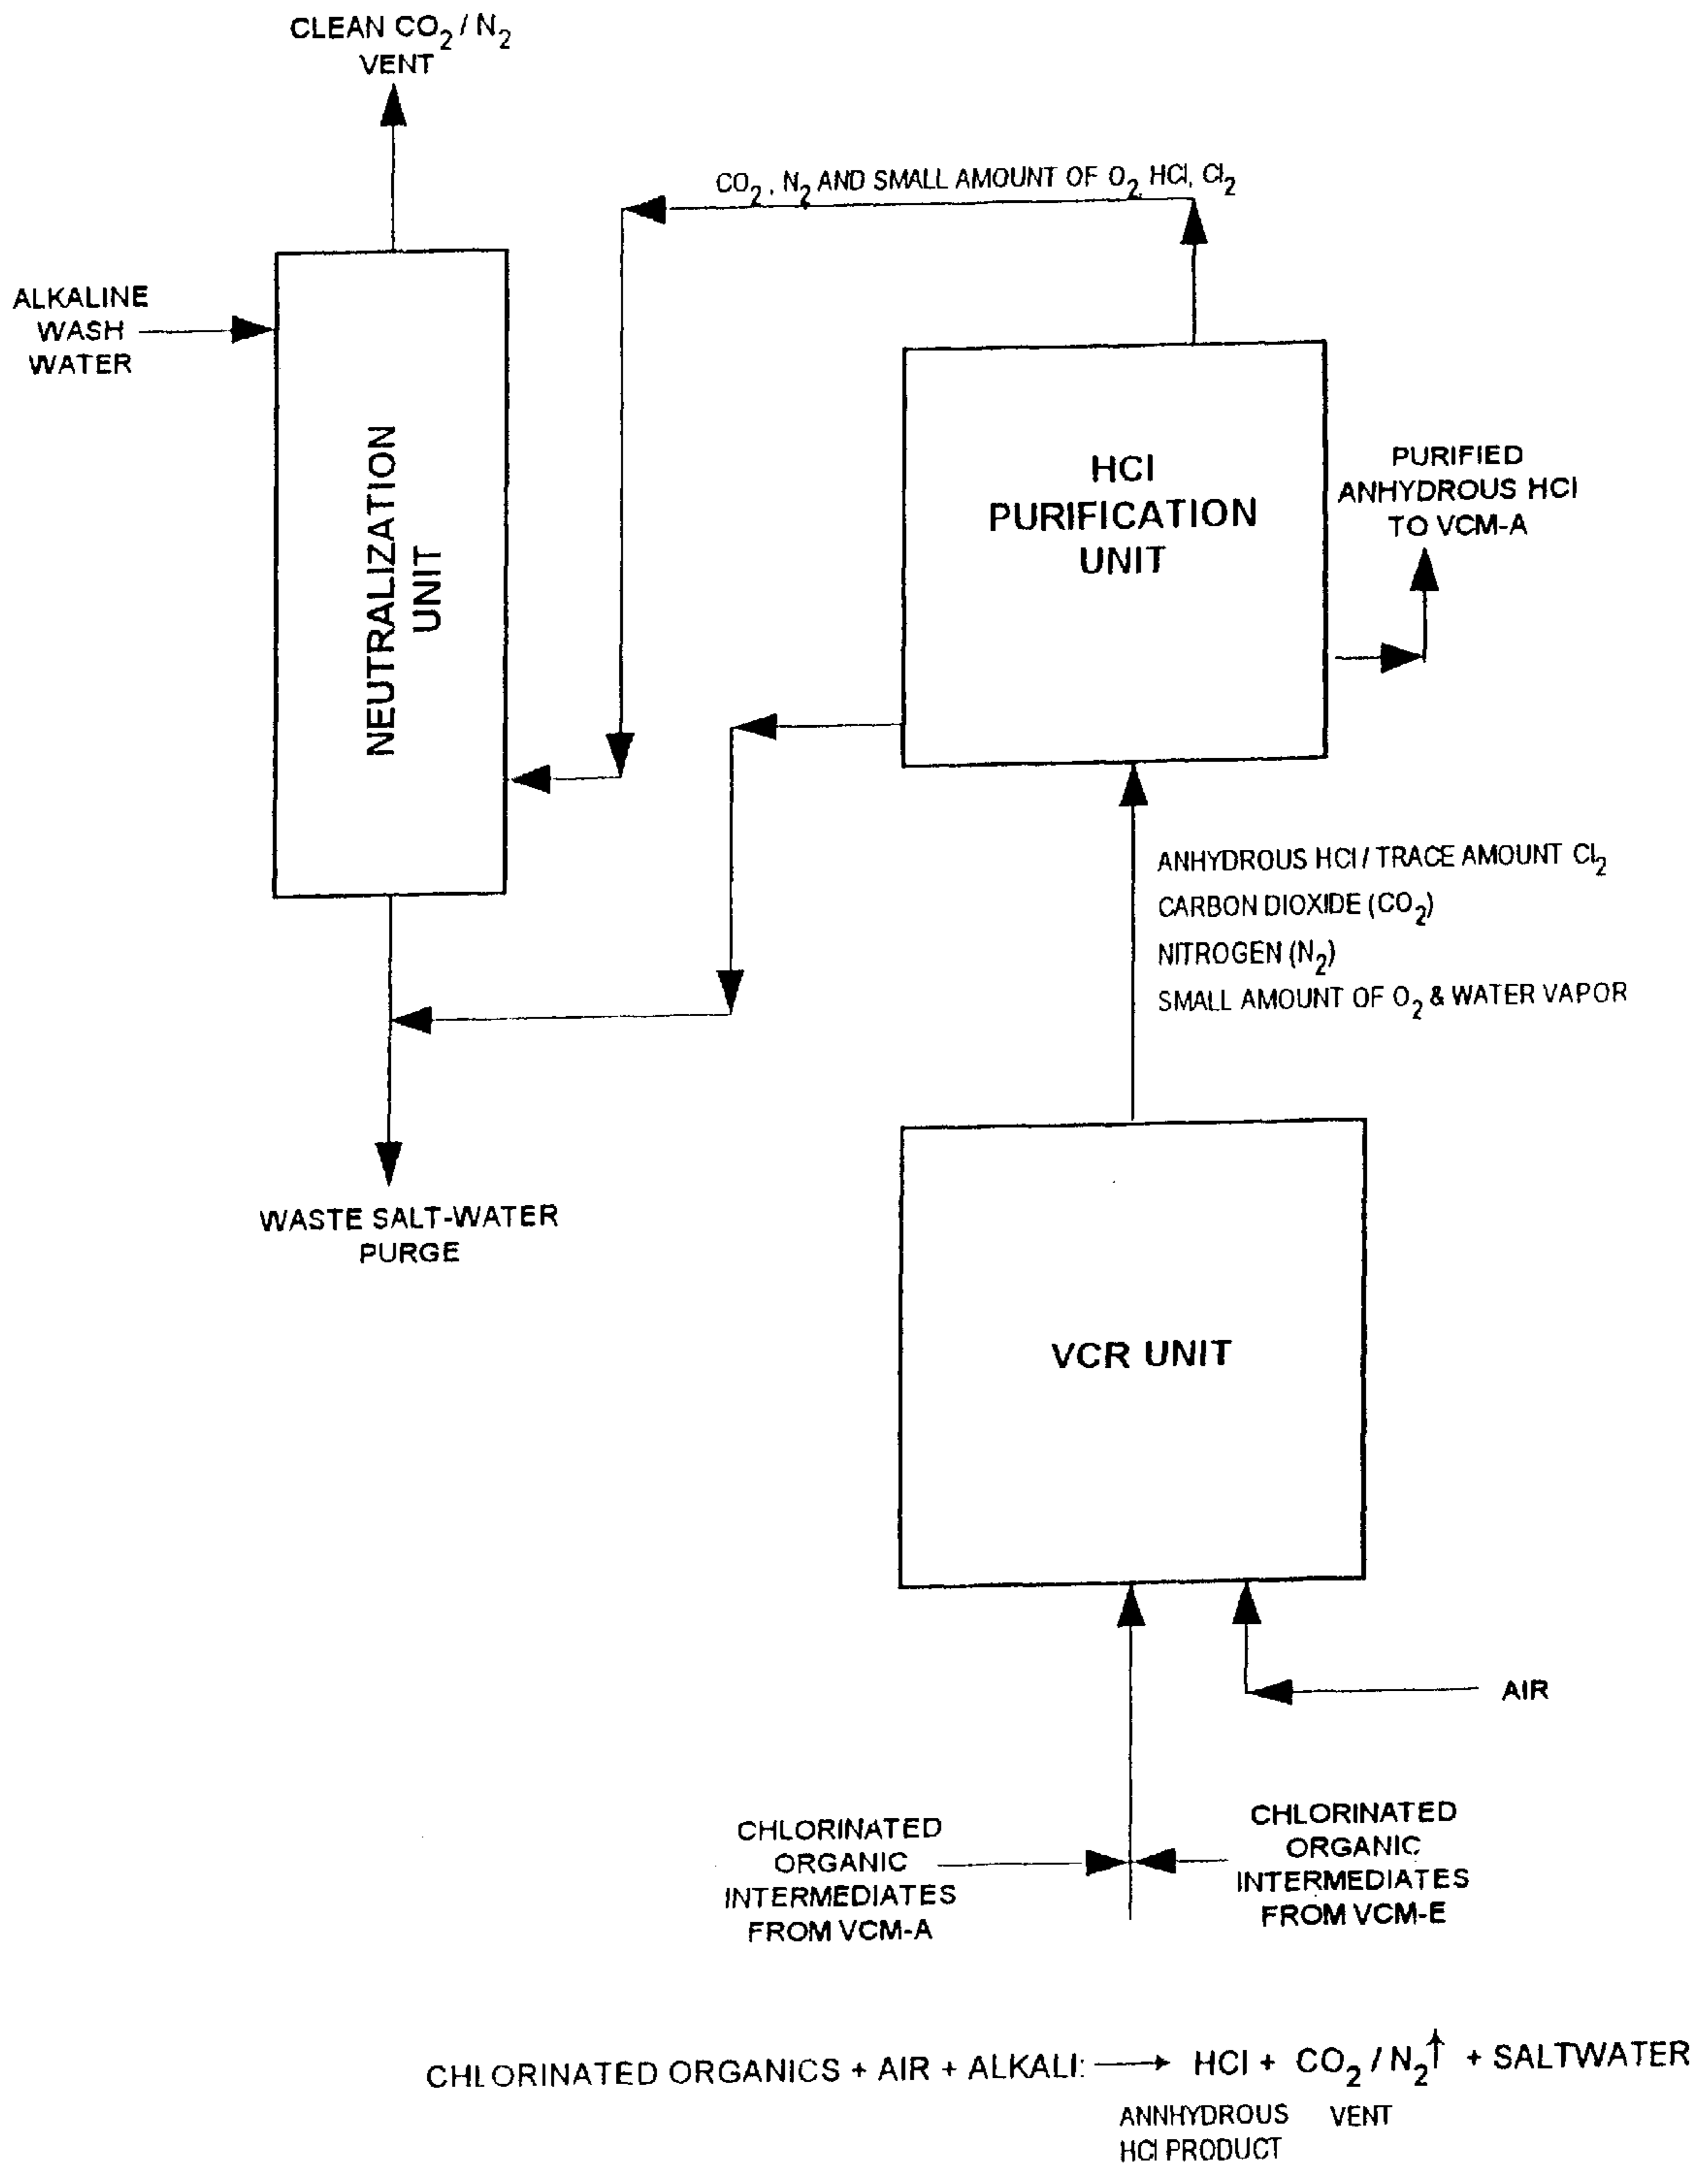 CLEAN CO₂ / N₂
VENT
CO₂ , N₂ AND SMALL AMOUNT OF O₂, HCl, Cl₂
ALKALINE
WASH
WATER
NEUTRALIZATION
UNIT
HCl
PURIFICATION
UNIT
PURIFIED
ANHYDROUS HCl
TO VCM-A
ANHYDROUS HCl / TRACE AMOUNT Cl₂
CARBON DIOXIDE (CO₂)
NITROGEN (N₂)
SMALL AMOUNT OF O₂ & WATER VAPOR
WASTE SALT-WATER
PURGE
VCR UNIT
AIR
CHLORINATED
ORGANIC
INTERMEDIATES
FROM VCM-A
CHLORINATED
ORGANIC
INTERMEDIATES
FROM VCM-E
CHLORINATED ORGANICS + AIR + ALKALI: → HCl + CO₂ / N₂↑ + SALTWATER
ANNHYDROUS VENT
HCl PRODUCT